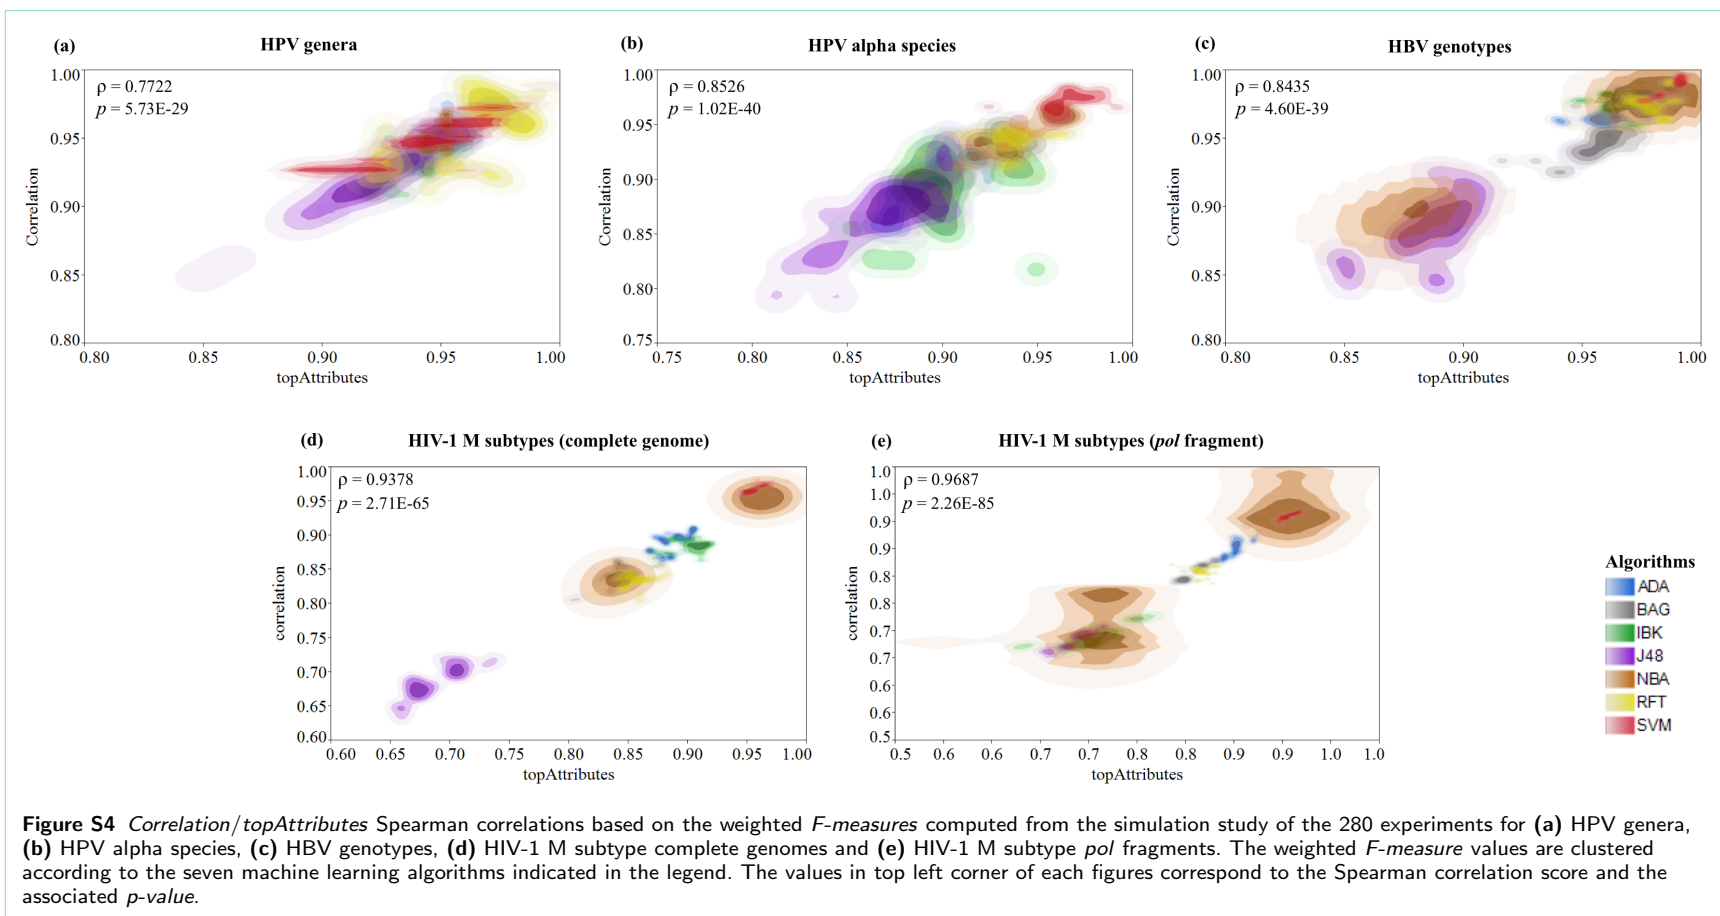 (a) HPV genera
ρ = 0.7722
p = 5.73E-29
1.00
0.95
0.90
0.85
0.80
Correlation
0.80 0.85 0.90 0.95 1.00
topAttributes
(b) HPV alpha species
ρ = 0.8526
p = 1.02E-40
1.00
0.95
0.90
0.85
0.80
0.75
Correlation
0.75 0.80 0.85 0.90 0.95 1.00
topAttributes
(c) HBV genotypes
ρ = 0.8435
p = 4.60E-39
1.00
0.95
0.90
0.85
0.80
Correlation
0.80 0.85 0.90 0.95 1.00
topAttributes
(d) HIV-1 M subtypes (complete genome)
ρ = 0.9378
p = 2.71E-65
1.00
0.95
0.90
0.85
0.80
0.75
0.70
0.65
0.60
correlation
0.60 0.65 0.70 0.75 0.80 0.85 0.90 0.95 1.00
topAttributes
(e) HIV-1 M subtypes (pol fragment)
ρ = 0.9687
p = 2.26E-85
1.0
1.0
0.9
0.9
0.8
0.8
0.7
0.7
0.6
0.6
0.5
correlation
0.5 0.6 0.6 0.7 0.7 0.8 0.8 0.9 0.9 1.0 1.0
topAttributes
Algorithms
ADA
BAG
IBK
J48
NBA
RFT
SVM
Figure S4 Correlation/topAttributes Spearman correlations based on the weighted F-measures computed from the simulation study of the 280 experiments for (a) HPV genera,
(b) HPV alpha species, (c) HBV genotypes, (d) HIV-1 M subtype complete genomes and (e) HIV-1 M subtype pol fragments. The weighted F-measure values are clustered
according to the seven machine learning algorithms indicated in the legend. The values in top left corner of each figures correspond to the Spearman correlation score and the
associated p-value.